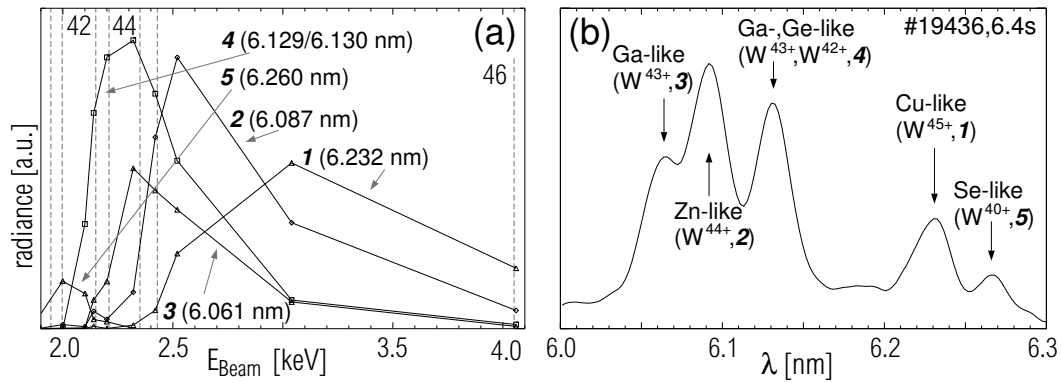 42
44
(a)
4 (6.129/6.130 nm)
5 (6.260 nm)
46
2 (6.087 nm)
1 (6.232 nm)
3 (6.061 nm)
radiance [a.u.]
2.0 2.5 3.0 3.5 4.0
E_Beam [keV]
(b)
#19436,6.4s
Ga-,Ge-like
(W^43+,W^42+,4)
Ga-like
(W^43+,3)
Cu-like
(W^45+,1)
Se-like
(W^40+,5)
Zn-like
(W^44+,2)
6.0 6.1 6.2 6.3
λ [nm]